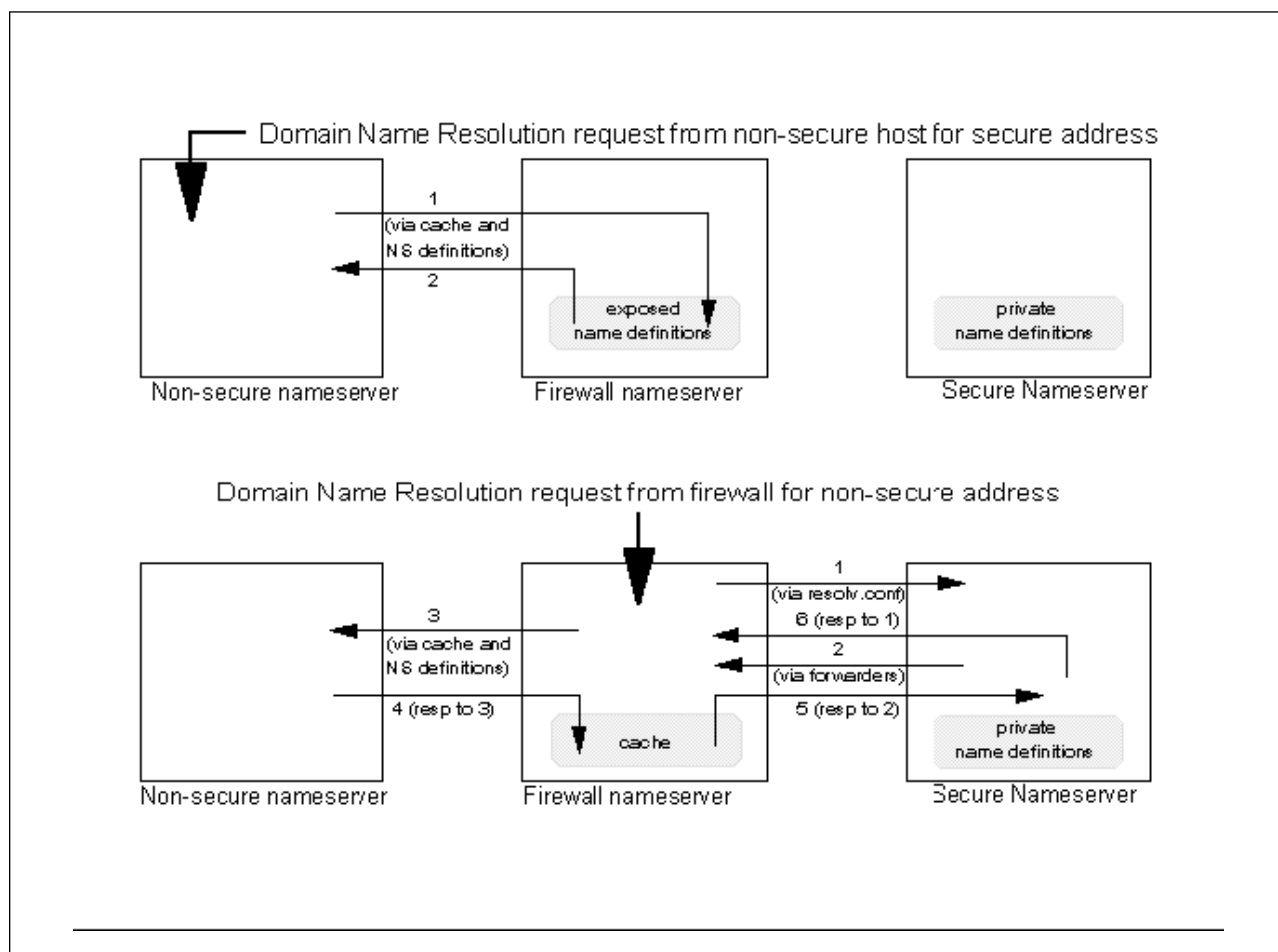 Domain Name Resolution request from non-secure host for secure address
1
(via cache and
NS definitions)
2
exposed
name definitions
private
name definitions
Non-secure nameserver
Firewall nameserver
Secure Nameserver
Domain Name Resolution request from firewall for non-secure address
1
(via resolv.conf)
6 (resp to 1)
3
(via cache and
NS definitions)
2
(via forwarders)
4 (resp to 3)
5 (resp to 2)
cache
private
name definitions
Non-secure nameserver
Firewall nameserver
Secure Nameserver